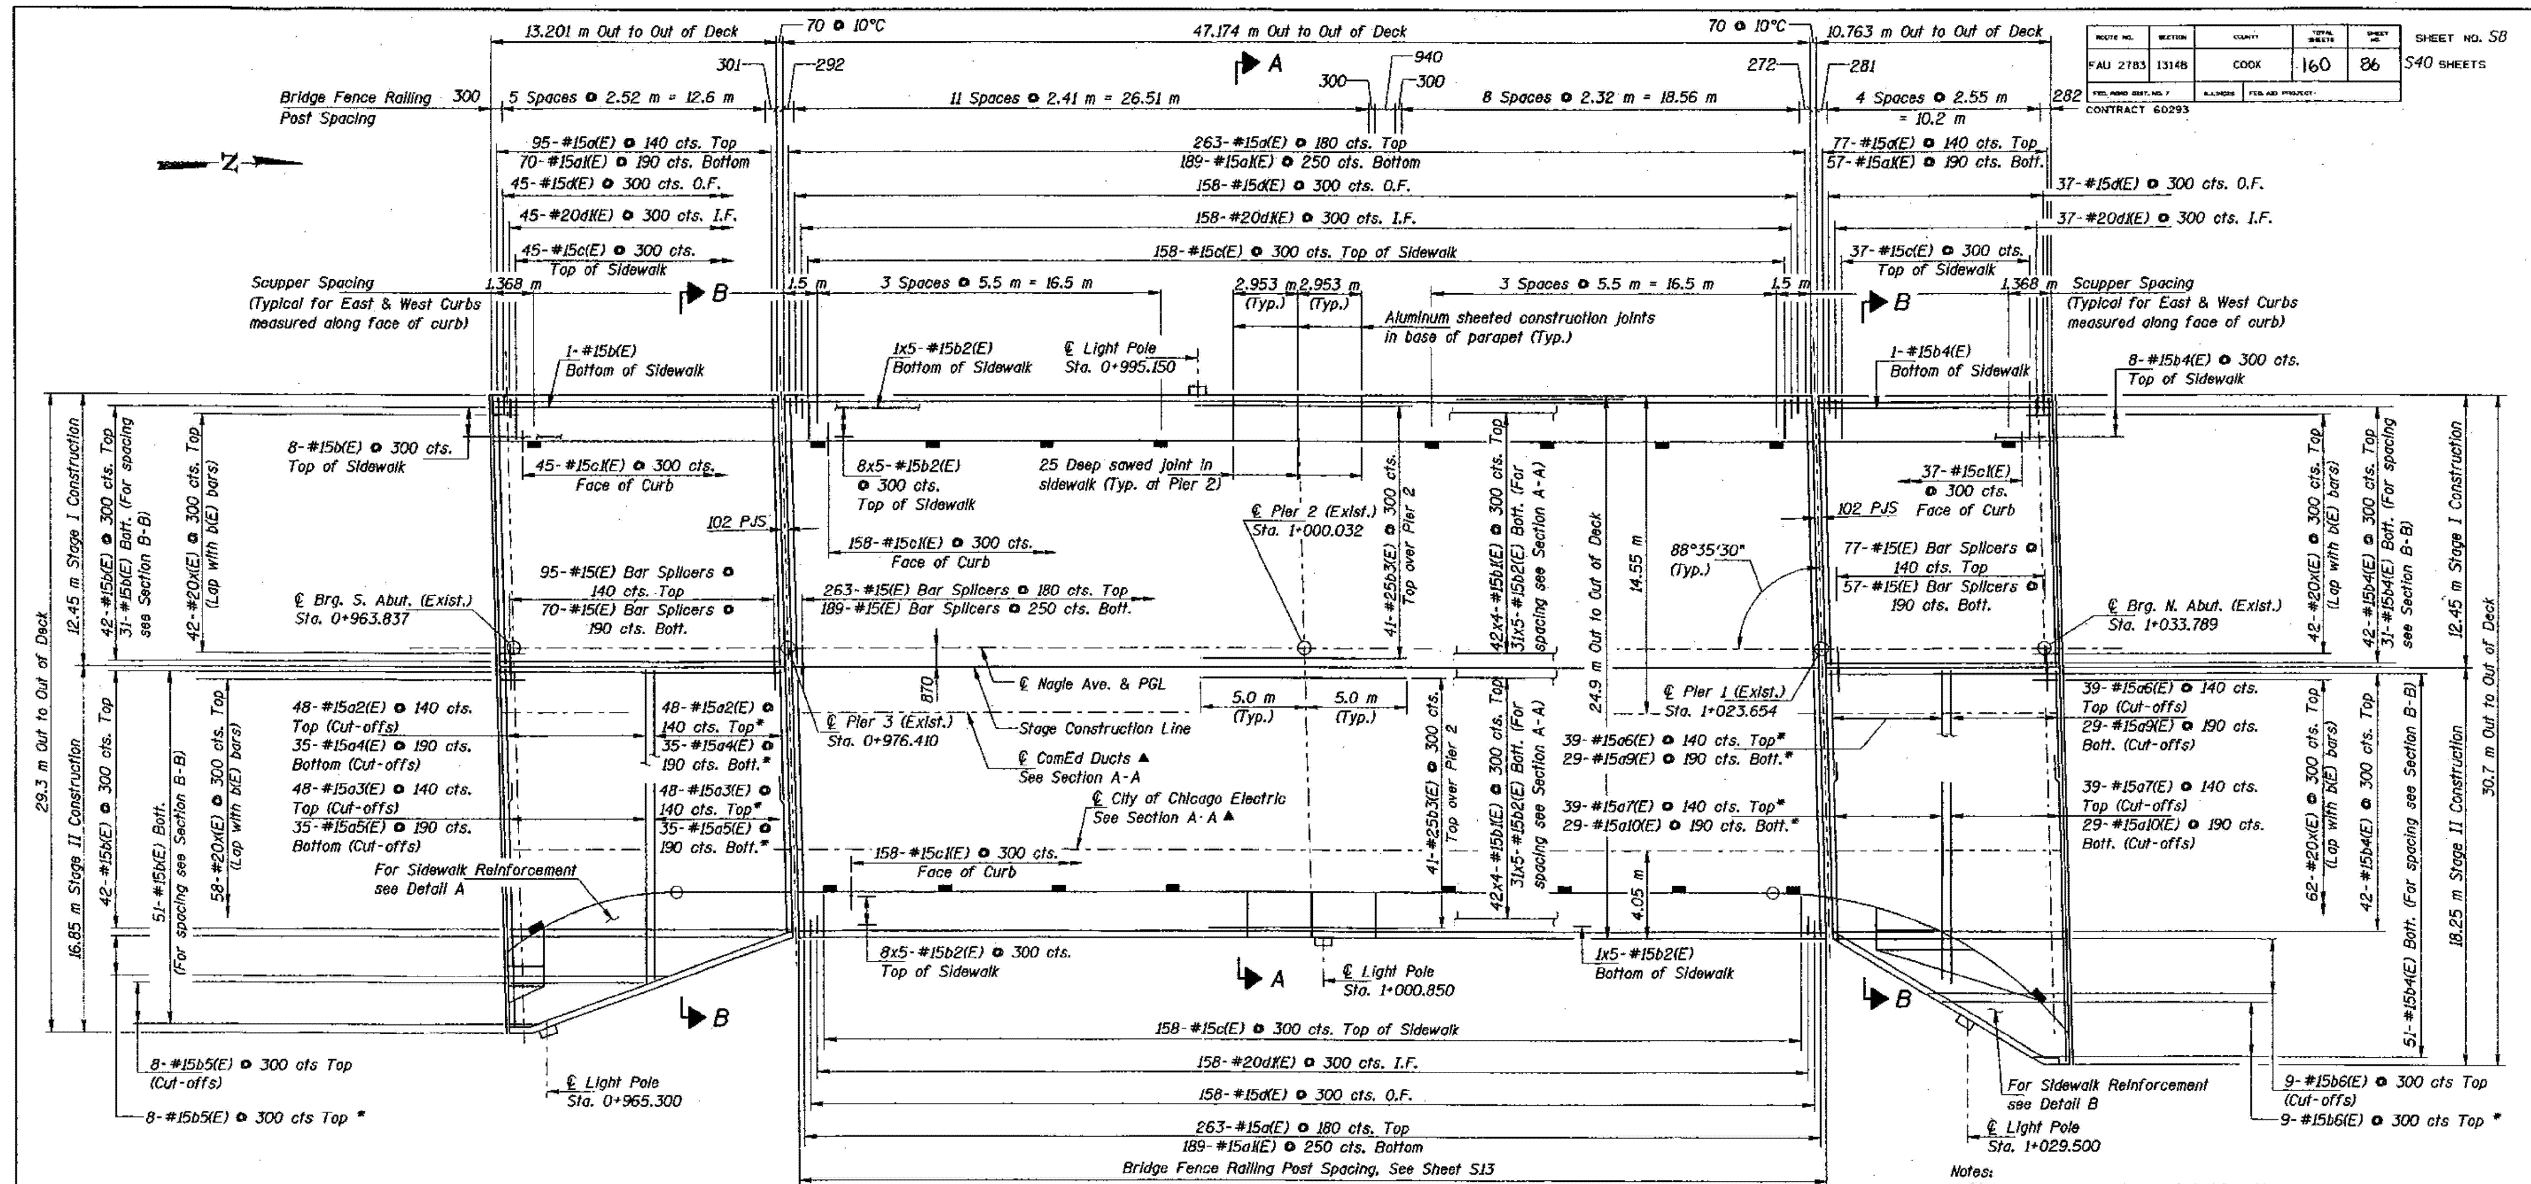 13.201 m Out to Out of Deck
70 @ 10°C
47.174 m Out to Out of Deck
70 @ 10°C
10.763 m Out to Out of Deck
ROUTE NO.
SECTION
COUNTY
TOTAL SHEETS
SHEET NO.
SHEET NO. S8
FAU 2783
1314B
COOK
160
86
S40 SHEETS
FED. ROAD DIST. NO. 7
ILLINOIS
FED. AID PROJECT-
CONTRACT 60293
301
292
A
300
940
300
272
281
Bridge Fence Railing
Post Spacing
300
5 Spaces @ 2.52 m = 12.6 m
11 Spaces @ 2.41 m = 26.51 m
8 Spaces @ 2.32 m = 18.56 m
4 Spaces @ 2.55 m
= 10.2 m
282
N
95-#15a(E) @ 140 cts. Top
70-#15a1(E) @ 190 cts. Bottom
263-#15a(E) @ 180 cts. Top
189-#15a1(E) @ 250 cts. Bottom
77-#15a(E) @ 140 cts. Top
57-#15a1(E) @ 190 cts. Bott.
45-#15d(E) @ 300 cts. O.F.
158-#15d(E) @ 300 cts. O.F.
37-#15d(E) @ 300 cts. O.F.
45-#20d1(E) @ 300 cts. I.F.
158-#20d1(E) @ 300 cts. I.F.
37-#20d1(E) @ 300 cts. I.F.
45-#15c(E) @ 300 cts.
Top of Sidewalk
158-#15c(E) @ 300 cts. Top of Sidewalk
37-#15c(E) @ 300 cts.
Top of Sidewalk
Scupper Spacing
(Typical for East & West Curbs
measured along face of curb)
1.368 m
B
1.5 m
3 Spaces @ 5.5 m = 16.5 m
2.953 m
(Typ.)
2.953 m
(Typ.)
3 Spaces @ 5.5 m = 16.5 m
1.5 m
B
1.368 m
Scupper Spacing
(Typical for East & West Curbs
measured along face of curb)
Aluminum sheeted construction joints
in base of parapet (Typ.)
1-#15b(E)
Bottom of Sidewalk
1x5-#15b2(E)
Bottom of Sidewalk
℄ Light Pole
Sta. 0+995.150
1-#15b4(E)
Bottom of Sidewalk
8-#15b4(E) @ 300 cts.
Top of Sidewalk
8-#15b(E) @ 300 cts.
Top of Sidewalk
45-#15c1(E) @ 300 cts.
Face of Curb
8x5-#15b2(E)
@ 300 cts.
Top of Sidewalk
25 Deep sawed joint in
sidewalk (Typ. at Pier 2)
37-#15c1(E)
@ 300 cts.
Face of Curb
102 PJS
℄ Pier 2 (Exist.)
Sta. 1+000.032
102 PJS
158-#15c1(E) @ 300 cts.
Face of Curb
88°35'30"
(Typ.)
95-#15(E) Bar Splicers @
140 cts. Top
70-#15(E) Bar Splicers @
190 cts. Bott.
263-#15(E) Bar Splicers @ 180 cts. Top
189-#15(E) Bar Splicers @ 250 cts. Bott.
77-#15(E) Bar Splicers @
140 cts. Top
57-#15(E) Bar Splicers @
190 cts. Bott.
℄ Brg. S. Abut. (Exist.)
Sta. 0+963.837
℄ Brg. N. Abut. (Exist.)
Sta. 1+033.789
29.3 m Out to Out of Deck
12.45 m Stage I Construction
42-#15b(E) @ 300 cts. Top
31-#15b(E) Bott. (For spacing
see Section B-B)
42-#20x(E) @ 300 cts. Top
(Lap with b(E) bars)
41-#25b3(E) @ 300 cts.
Top over Pier 2
42x4-#15b1(E) @ 300 cts. Top
31x5-#15b2(E) Bott. (For
spacing see Section A-A)
24.9 m Out to Out of Deck
14.55 m
42-#20x(E) @ 300 cts. Top
(Lap with b(E) bars)
42-#15b4(E) @ 300 cts. Top
31-#15b4(E) Bott. (For spacing
see Section B-B)
12.45 m Stage I Construction
30.7 m Out to Out of Deck
870
℄ Nagle Ave. & PGL
Stage Construction Line
℄ ComEd Ducts ▲
See Section A-A
℄ City of Chicago Electric
See Section A-A ▲
℄ Pier 3 (Exist.)
Sta. 0+976.410
5.0 m
(Typ.)
5.0 m
(Typ.)
℄ Pier 1 (Exist.)
Sta. 1+023.654
48-#15a2(E) @ 140 cts.
Top (Cut-offs)
35-#15a4(E) @ 190 cts.
Bottom (Cut-offs)
48-#15a3(E) @ 140 cts.
Top (Cut-offs)
35-#15a5(E) @ 190 cts.
Bottom (Cut-offs)
48-#15a2(E) @
140 cts. Top*
35-#15a4(E) @
190 cts. Bott.*
48-#15a3(E) @
140 cts. Top*
35-#15a5(E) @
190 cts. Bott.*
39-#15a6(E) @ 140 cts. Top*
29-#15a9(E) @ 190 cts. Bott.*
39-#15a7(E) @ 140 cts. Top*
29-#15a10(E) @ 190 cts. Bott.*
39-#15a6(E) @ 140 cts.
Top (Cut-offs)
29-#15a9(E) @ 190 cts.
Bott. (Cut-offs)
39-#15a7(E) @ 140 cts.
Top (Cut-offs)
29-#15a10(E) @ 190 cts.
Bott. (Cut-offs)
16.85 m Stage II Construction
42-#15b(E) @ 300 cts. Top
51-#15b(E) Bott.
(For spacing see Section B-B)
58-#20x(E) @ 300 cts. Top
(Lap with b(E) bars)
41-#25b3(E) @ 300 cts.
Top over Pier 2
42x4-#15b1(E) @ 300 cts. Top
31x5-#15b2(E) Bott. (For
spacing see Section A-A)
4.05 m
62-#20x(E) @ 300 cts. Top
(Lap with b(E) bars)
42-#15b4(E) @ 300 cts. Top
51-#15b4(E) Bott. (For spacing see Section B-B)
18.25 m Stage II Construction
For Sidewalk Reinforcement
see Detail A
158-#15c1(E) @ 300 cts.
Face of Curb
8x5-#15b2(E) @ 300 cts.
Top of Sidewalk
A
℄ Light Pole
Sta. 1+000.850
1x5-#15b2(E)
Bottom of Sidewalk
B
B
158-#15c(E) @ 300 cts. Top of Sidewalk
8-#15b5(E) @ 300 cts Top
(Cut-offs)
8-#15b5(E) @ 300 cts Top *
℄ Light Pole
Sta. 0+965.300
158-#20d1(E) @ 300 cts. I.F.
158-#15d(E) @ 300 cts. O.F.
263-#15a(E) @ 180 cts. Top
189-#15a1(E) @ 250 cts. Bottom
Bridge Fence Railing Post Spacing, See Sheet S13
For Sidewalk Reinforcement
see Detail B
℄ Light Pole
Sta. 1+029.500
9-#15b6(E) @ 300 cts Top
(Cut-offs)
9-#15b6(E) @ 300 cts Top *
Notes: